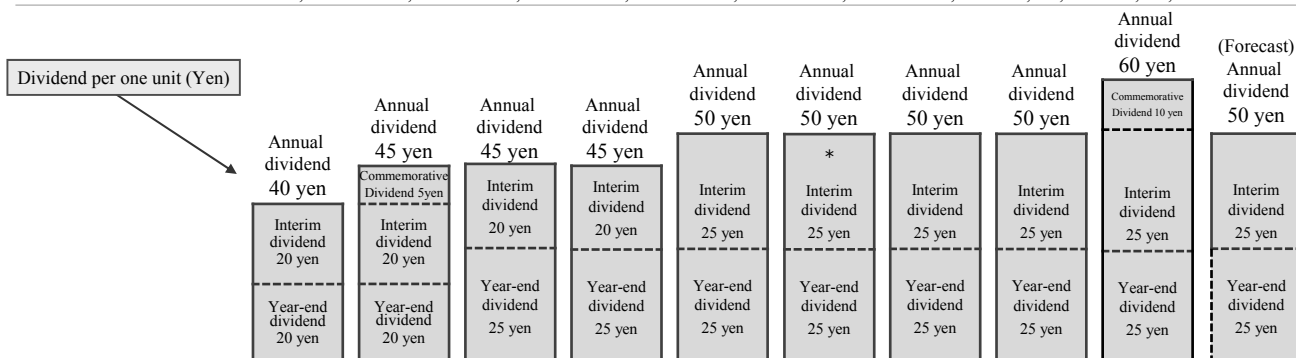 Dividend per one unit (Yen)
Annual
dividend
40 yen
Interim
dividend
20 yen
Year-end
dividend
20 yen
Annual
dividend
45 yen
Commemorative
Dividend 5yen
Interim
dividend
20 yen
Year-end
dividend
20 yen
Annual
dividend
45 yen
Interim
dividend
20 yen
Year-end
dividend
25 yen
Annual
dividend
45 yen
Interim
dividend
20 yen
Year-end
dividend
25 yen
Annual
dividend
50 yen
Interim
dividend
25 yen
Year-end
dividend
25 yen
Annual
dividend
50 yen
*
Interim
dividend
25 yen
Year-end
dividend
25 yen
Annual
dividend
50 yen
Interim
dividend
25 yen
Year-end
dividend
25 yen
Annual
dividend
50 yen
Interim
dividend
25 yen
Year-end
dividend
25 yen
Annual
dividend
60 yen
Commemorative
Dividend 10 yen
Interim
dividend
25 yen
Year-end
dividend
25 yen
(Forecast)
Annual
dividend
50 yen
Interim
dividend
25 yen
Year-end
dividend
25 yen